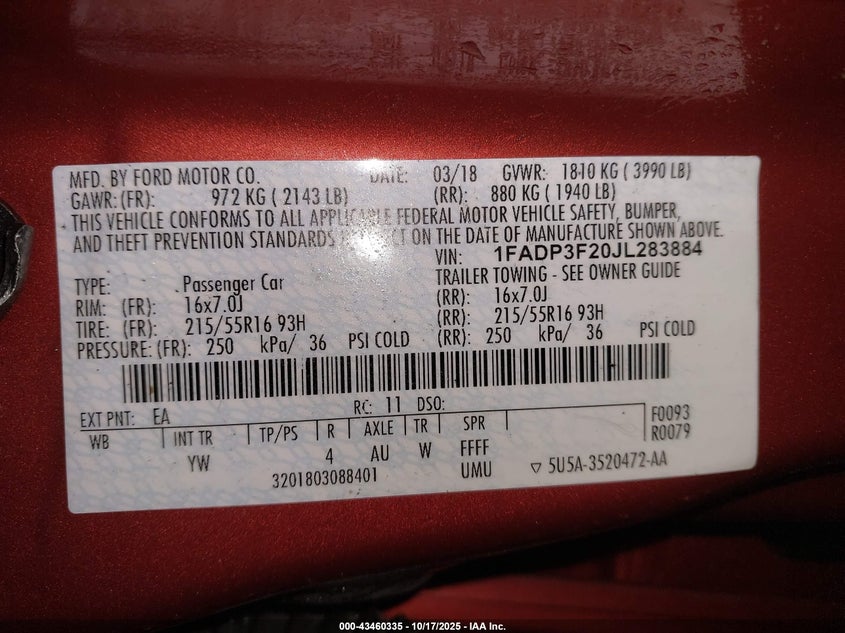 MFD. BY FORD MOTOR CO. DATE: 03/18 GVWR: 1810 KG ( 3990 LB)
GAWR: (FR): 972 KG ( 2143 LB) (RR): 880 KG ( 1940 LB)
THIS VEHICLE CONFORMS TO ALL APPLICABLE FEDERAL MOTOR VEHICLE SAFETY, BUMPER,
AND THEFT PREVENTION STANDARDS IN EFFECT ON THE DATE OF MANUFACTURE SHOWN ABOVE.
VIN: 1FADP3F20JL283884
TYPE: Passenger Car TRAILER TOWING - SEE OWNER GUIDE
RIM: (FR): 16x7.0J (RR): 16x7.0J
TIRE: (FR): 215/55R16 93H (RR): 215/55R16 93H
PRESSURE: (FR): 250 kPa/ 36 PSI COLD (RR): 250 kPa/ 36 PSI COLD
EXT PNT: EA RC: 11 DSO:
WB INT TR TP/PS R AXLE TR SPR F0093
YW 4 AU W FFFF R0079
UMU
3201803088401 ▽ 5U5A-3520472-AA
000-43460335 - 10/17/2025 - IAA Inc.